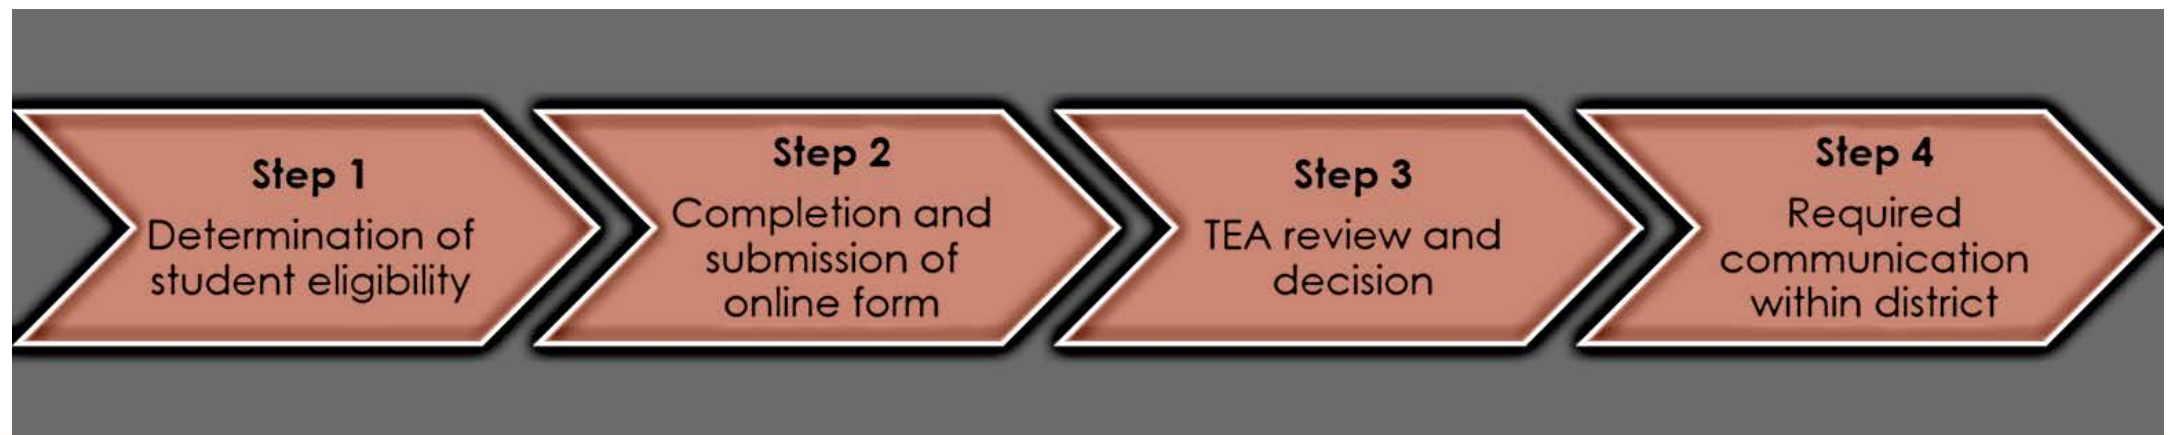 Step 1
Determination of
student eligibility
Step 2
Completion and
submission of
online form
Step 3
TEA review and
decision
Step 4
Required
communication
within district